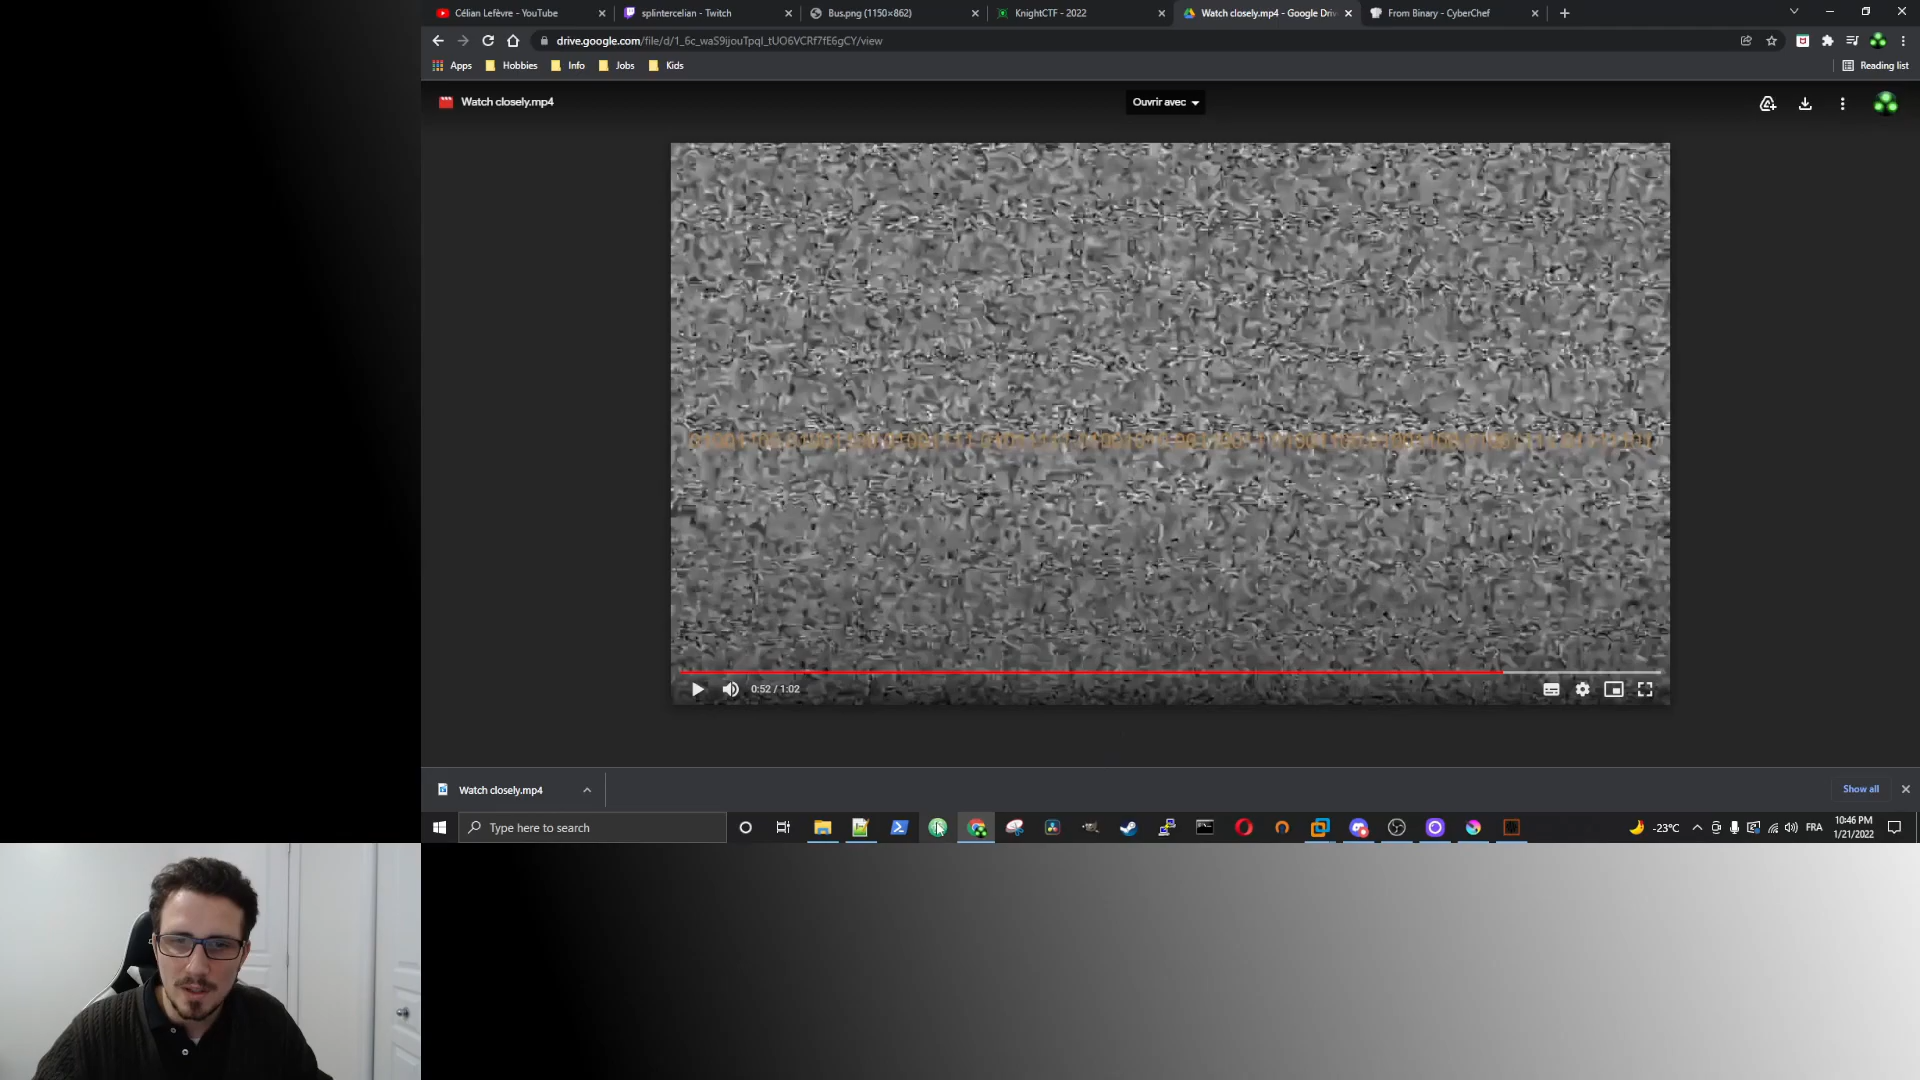 Célian Lefèvre - YouTube
splintercelian - Twitch
Bus.png (1150×862)
KnightCTF - 2022
Watch closely.mp4 - Google Driv
From Binary - CyberChef
drive.google.com/file/d/1_6c_waS9ijouTpqI_tUO6VCRf7fE6gCY/view
Apps
Hobbies
Info
Jobs
Kids
Reading list
Watch closely.mp4
Ouvrir avec
0:52 / 1:02
Watch closely.mp4
Show all
Type here to search
-23°C
FRA
10:46 PM
1/21/2022